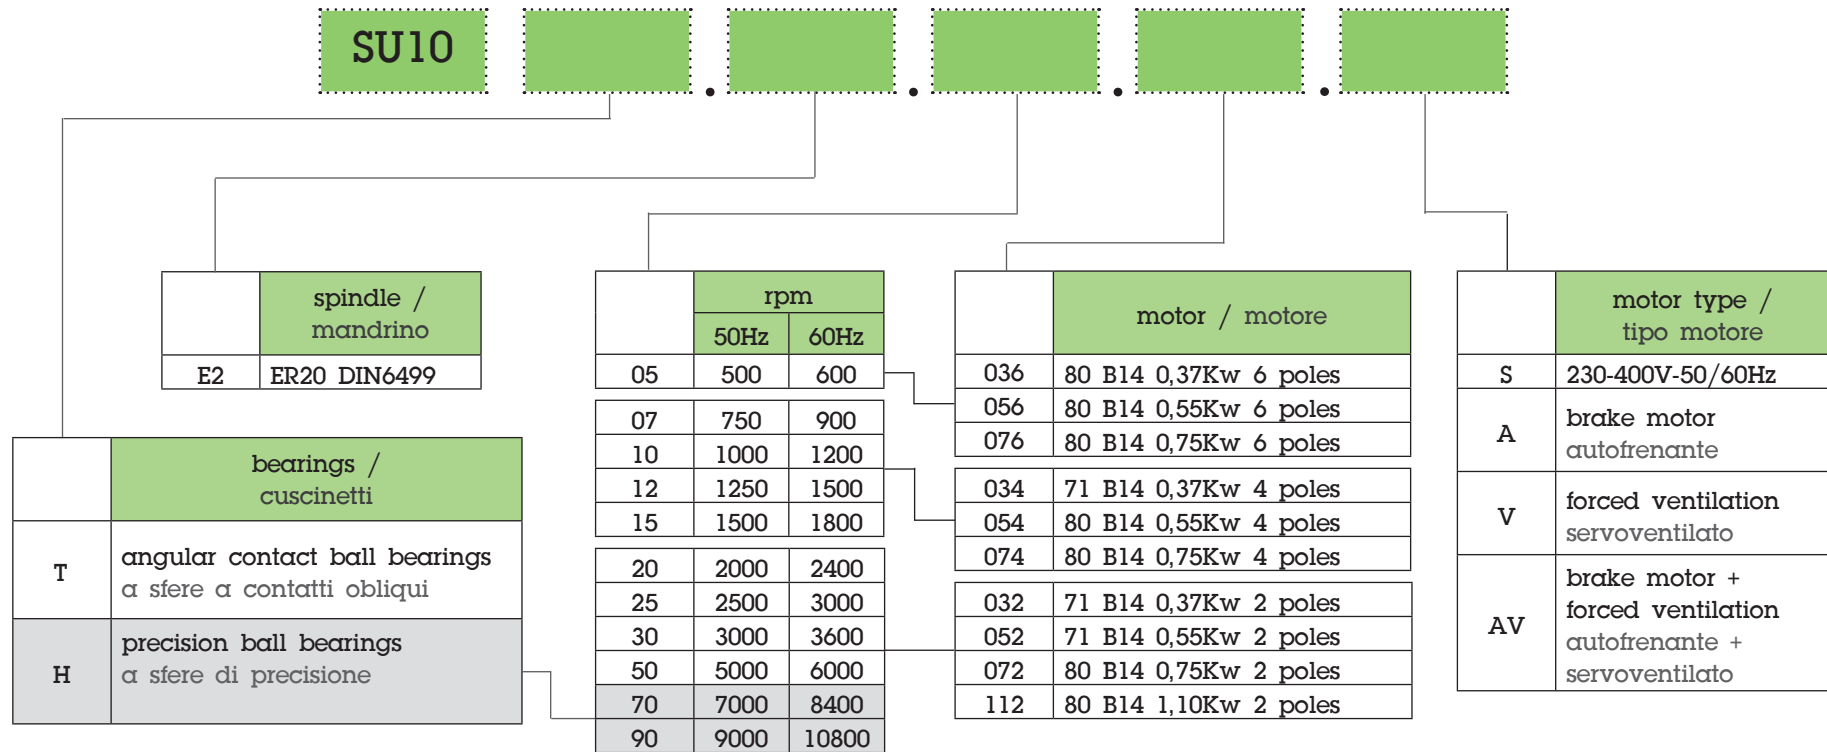 SU10 . . . .
spindle /
mandrino
E2 ER20 DIN6499
bearings /
cuscinetti
T angular contact ball bearings
a sfere a contatti obliqui
H precision ball bearings
a sfere di precisione
rpm
50Hz 60Hz
05 500 600
07 750 900
10 1000 1200
12 1250 1500
15 1500 1800
20 2000 2400
25 2500 3000
30 3000 3600
50 5000 6000
70 7000 8400
90 9000 10800
motor / motore
036 80 B14 0,37Kw 6 poles
056 80 B14 0,55Kw 6 poles
076 80 B14 0,75Kw 6 poles
034 71 B14 0,37Kw 4 poles
054 80 B14 0,55Kw 4 poles
074 80 B14 0,75Kw 4 poles
032 71 B14 0,37Kw 2 poles
052 71 B14 0,55Kw 2 poles
072 80 B14 0,75Kw 2 poles
112 80 B14 1,10Kw 2 poles
motor type /
tipo motore
S 230-400V-50/60Hz
A brake motor
autofrenante
V forced ventilation
servoventilato
AV brake motor +
forced ventilation
autofrenante +
servoventilato